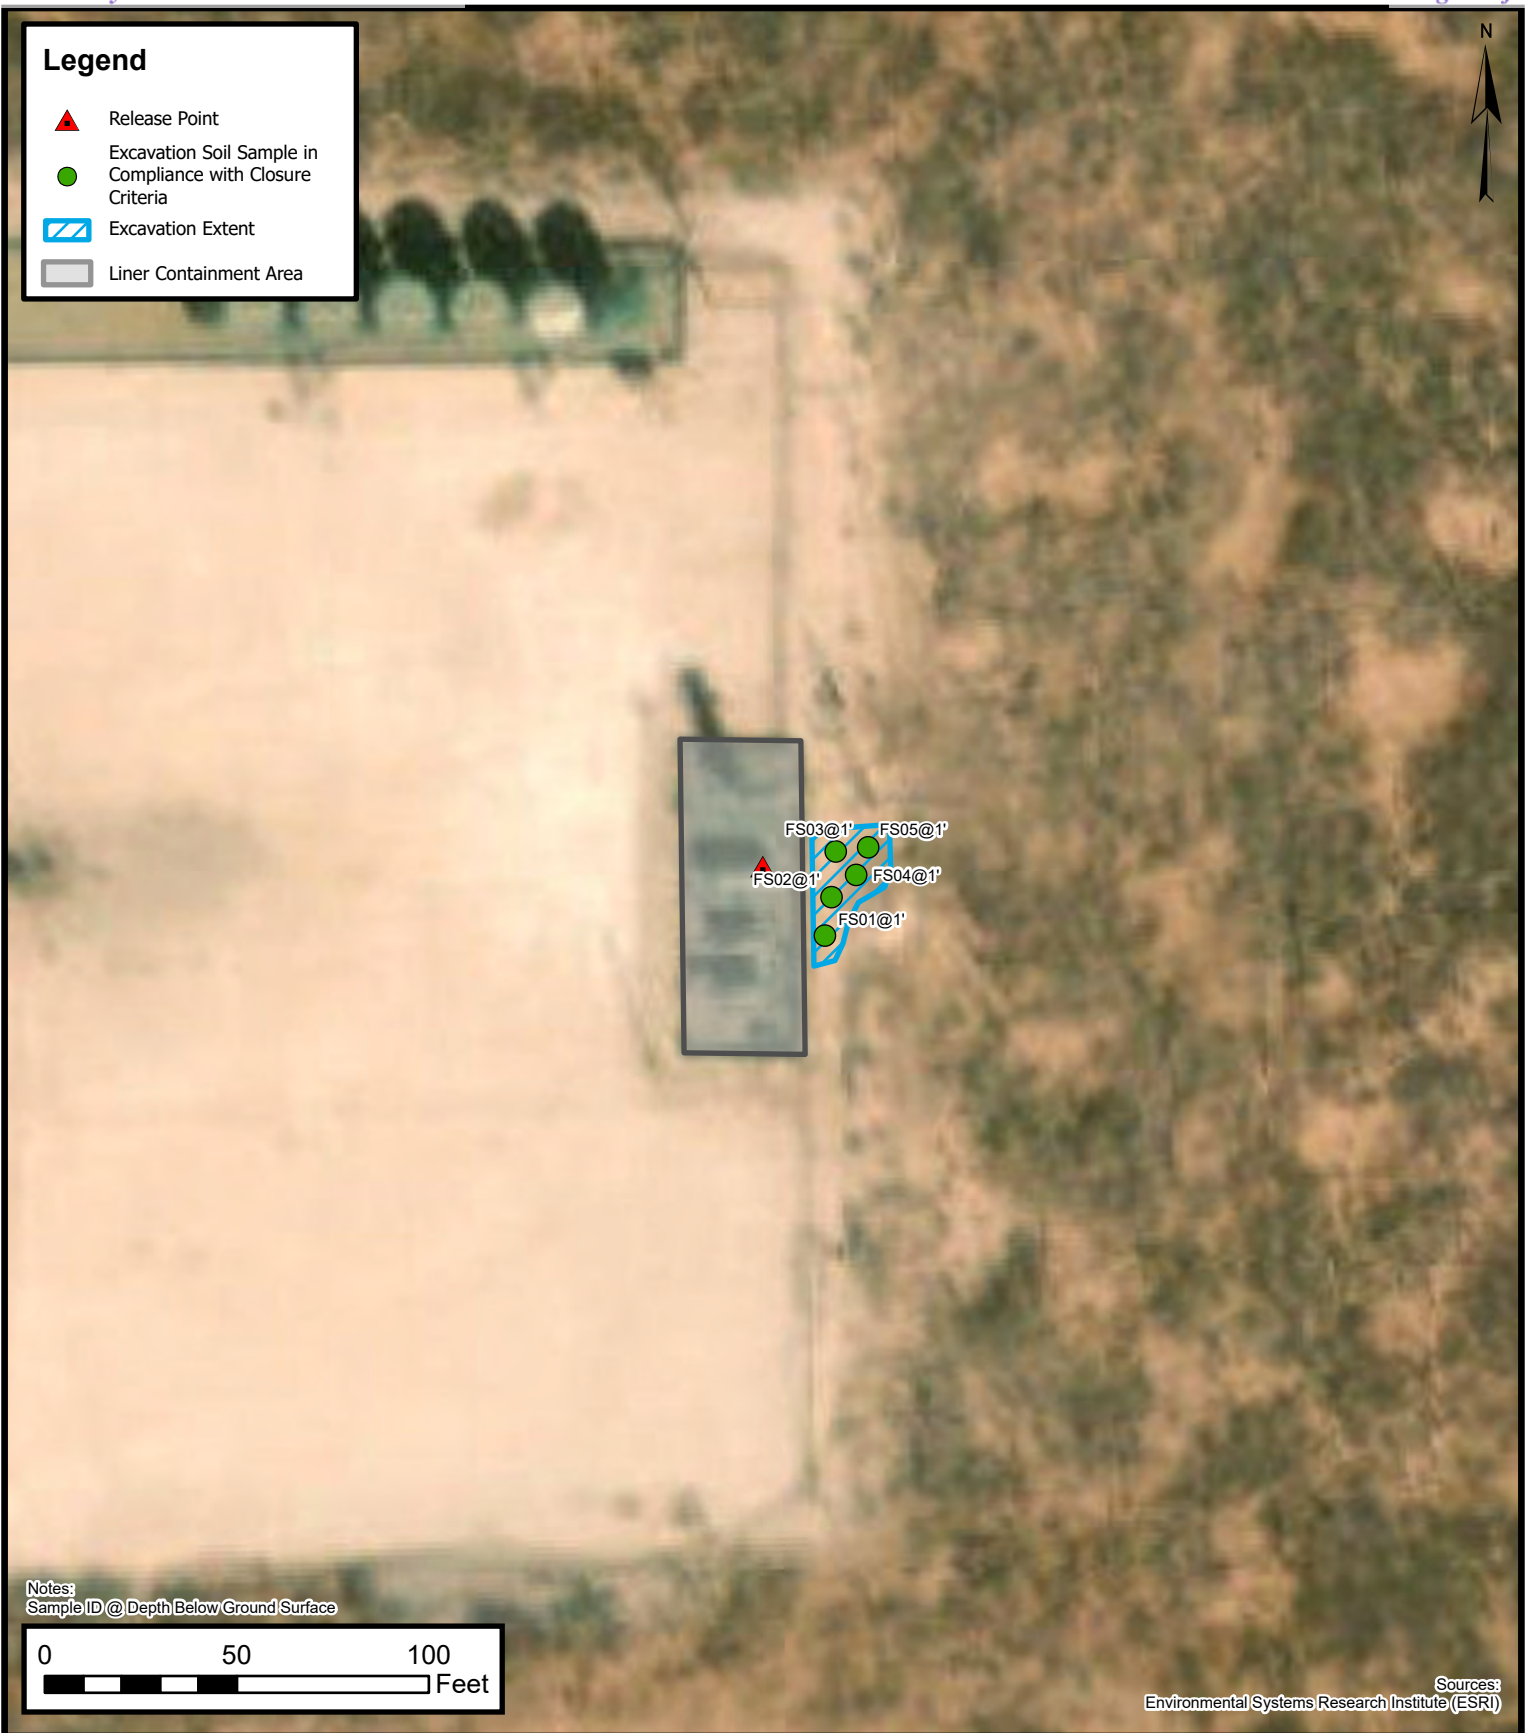 N
Legend
Release Point
Excavation Soil Sample in
Compliance with Closure
Criteria
Excavation Extent
Liner Containment Area
FS03@1'
FS05@1'
FS02@1'
FS04@1'
FS01@1'
Notes:
Sample ID @ Depth Below Ground Surface
0 50 100
Feet
Sources:
Environmental Systems Research Institute (ESRI)